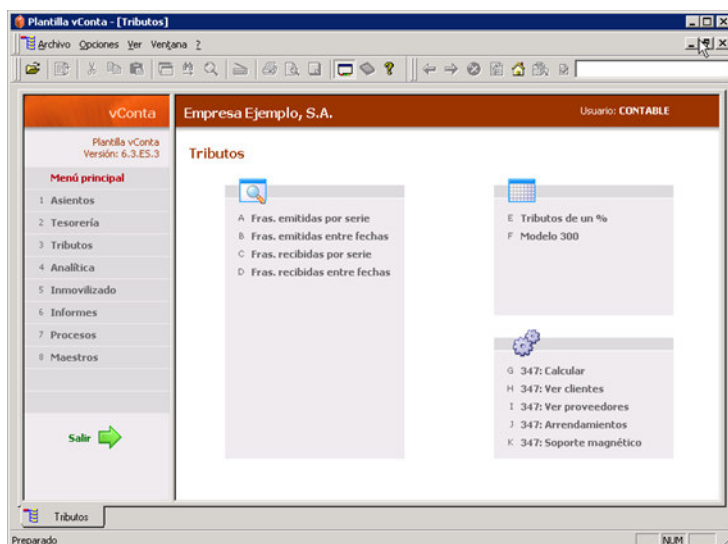 Plantilla vConta - [Tributos]
Archivo Opciones Ver Ventana ?
vConta
Empresa Ejemplo, S.A.
Usuario: CONTABLE
Plantilla vConta
Versión: 6.3.ES.3
Menú principal
1 Asientos
2 Tesorería
3 Tributos
4 Analítica
5 Inmovilizado
6 Informes
7 Procesos
8 Maestros
Salir
Tributos
A Fras. emitidas por serie
B Fras. emitidas entre fechas
C Fras. recibidas por serie
D Fras. recibidas entre fechas
E Tributos de un %
F Modelo 300
G 347: Calcular
H 347: Ver clientes
I 347: Ver proveedores
J 347: Arrendamientos
K 347: Soporte magnético
Tributos
Preparado
NUM